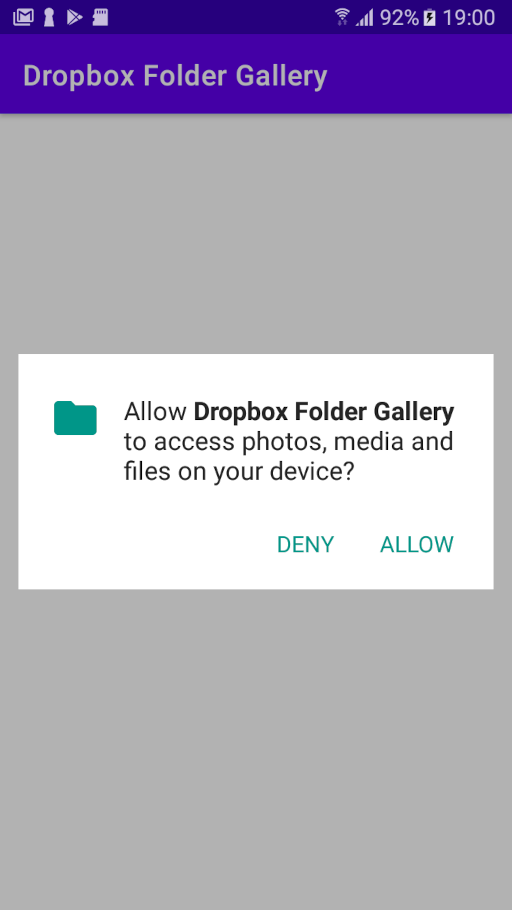 92% 19:00
Dropbox Folder Gallery
Allow Dropbox Folder Gallery
to access photos, media and
files on your device?
DENY ALLOW